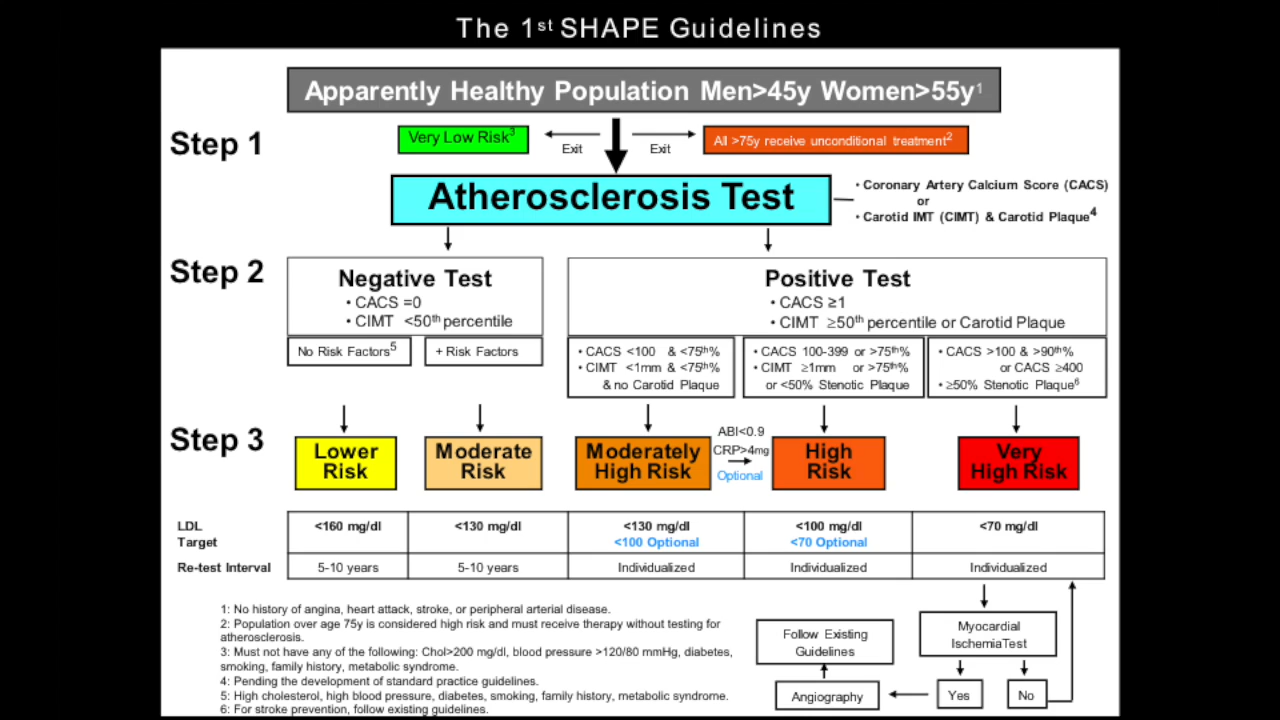 The 1st SHAPE Guidelines
Apparently Healthy Population Men>45y Women>55y1
Step 1
Very Low Risk3
Exit
Exit
All >75y receive unconditional treatment2
Atherosclerosis Test
• Coronary Artery Calcium Score (CACS)
or
• Carotid IMT (CIMT) & Carotid Plaque4
Step 2
Negative Test
• CACS =0
• CIMT <50th percentile
Positive Test
• CACS ≥1
• CIMT ≥50th percentile or Carotid Plaque
No Risk Factors5
+ Risk Factors
• CACS <100 & <75th%
• CIMT <1mm & <75th%
& no Carotid Plaque
• CACS 100-399 or >75th%
• CIMT ≥1mm or >75th%
or <50% Stenotic Plaque
• CACS >100 & >90th%
or CACS ≥400
• ≥50% Stenotic Plaque6
Step 3
Lower
Risk
Moderate
Risk
Moderately
High Risk
ABI<0.9
CRP>4mg
Optional
High
Risk
Very
High Risk
LDL
Target
<160 mg/dl
<130 mg/dl
<130 mg/dl
<100 Optional
<100 mg/dl
<70 Optional
<70 mg/dl
Re-test Interval
5-10 years
5-10 years
Individualized
Individualized
Individualized
1: No history of angina, heart attack, stroke, or peripheral arterial disease.
2: Population over age 75y is considered high risk and must receive therapy without testing for
atherosclerosis.
3: Must not have any of the following: Chol>200 mg/dl, blood pressure >120/80 mmHg, diabetes,
smoking, family history, metabolic syndrome.
4: Pending the development of standard practice guidelines.
5: High cholesterol, high blood pressure, diabetes, smoking, family history, metabolic syndrome.
6: For stroke prevention, follow existing guidelines.
Follow Existing
Guidelines
Myocardial
IschemiaTest
Angiography
Yes
No